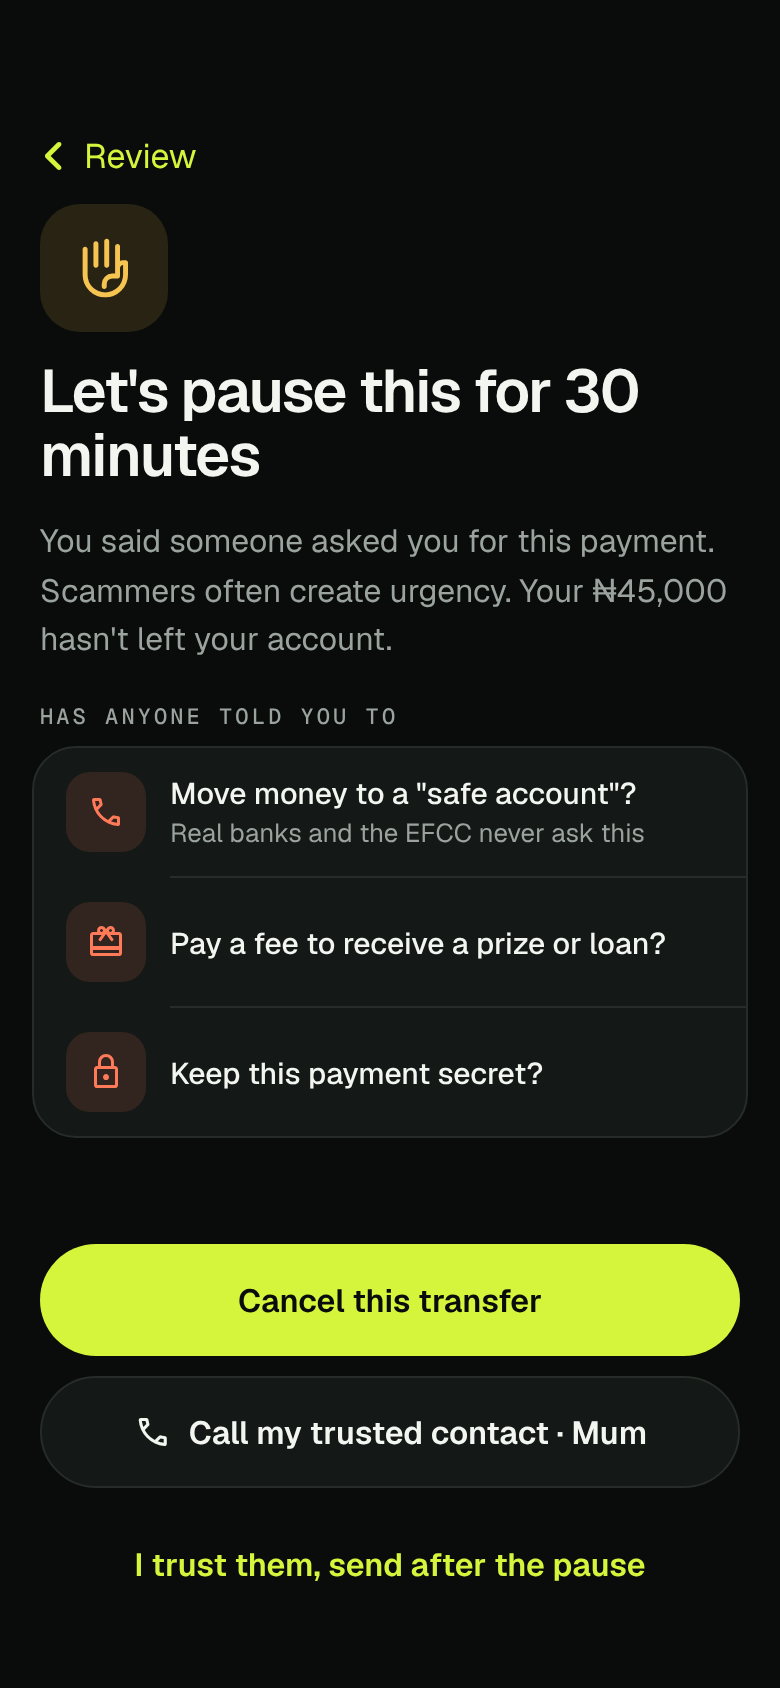 Review
Let's pause this for 30
minutes
You said someone asked you for this payment.
Scammers often create urgency. Your ₦45,000
hasn't left your account.
HAS ANYONE TOLD YOU TO
Move money to a "safe account"?
Real banks and the EFCC never ask this
Pay a fee to receive a prize or loan?
Keep this payment secret?
Cancel this transfer
Call my trusted contact · Mum
I trust them, send after the pause